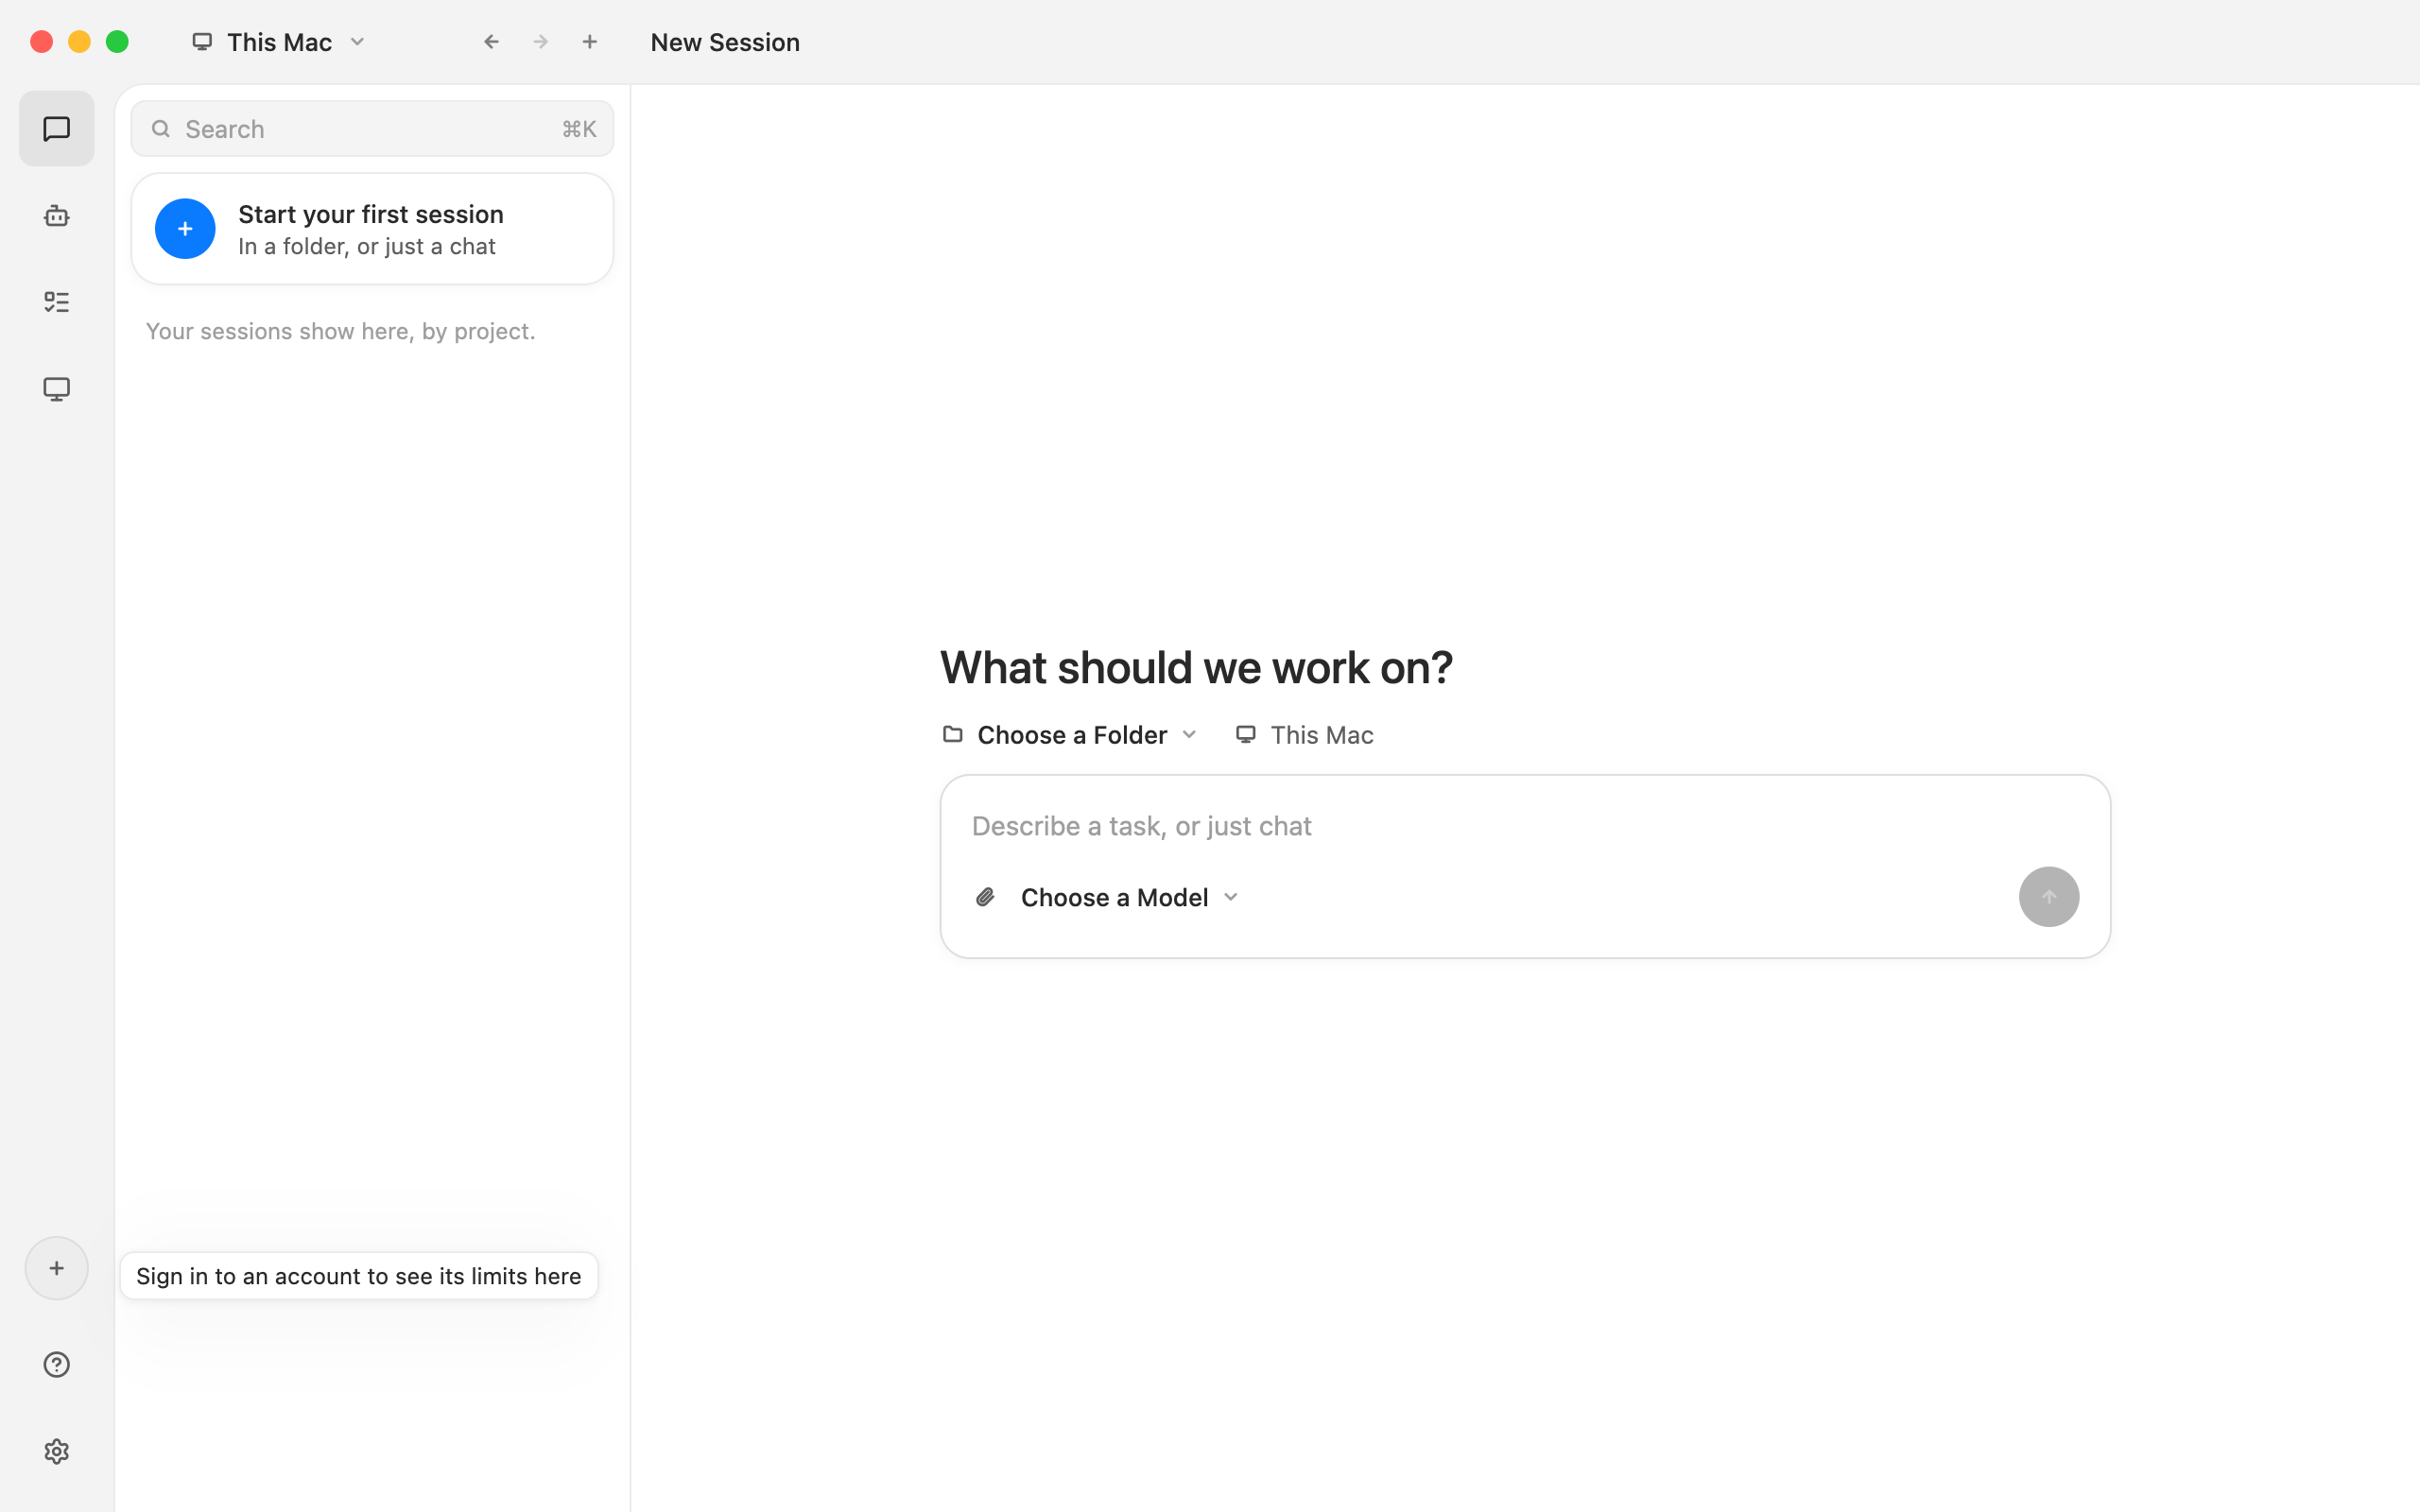 This Mac
New Session
Search
⌘K
Start your first session
In a folder, or just a chat
Your sessions show here, by project.
What should we work on?
Choose a Folder
This Mac
Describe a task, or just chat
Choose a Model
Sign in to an account to see its limits here